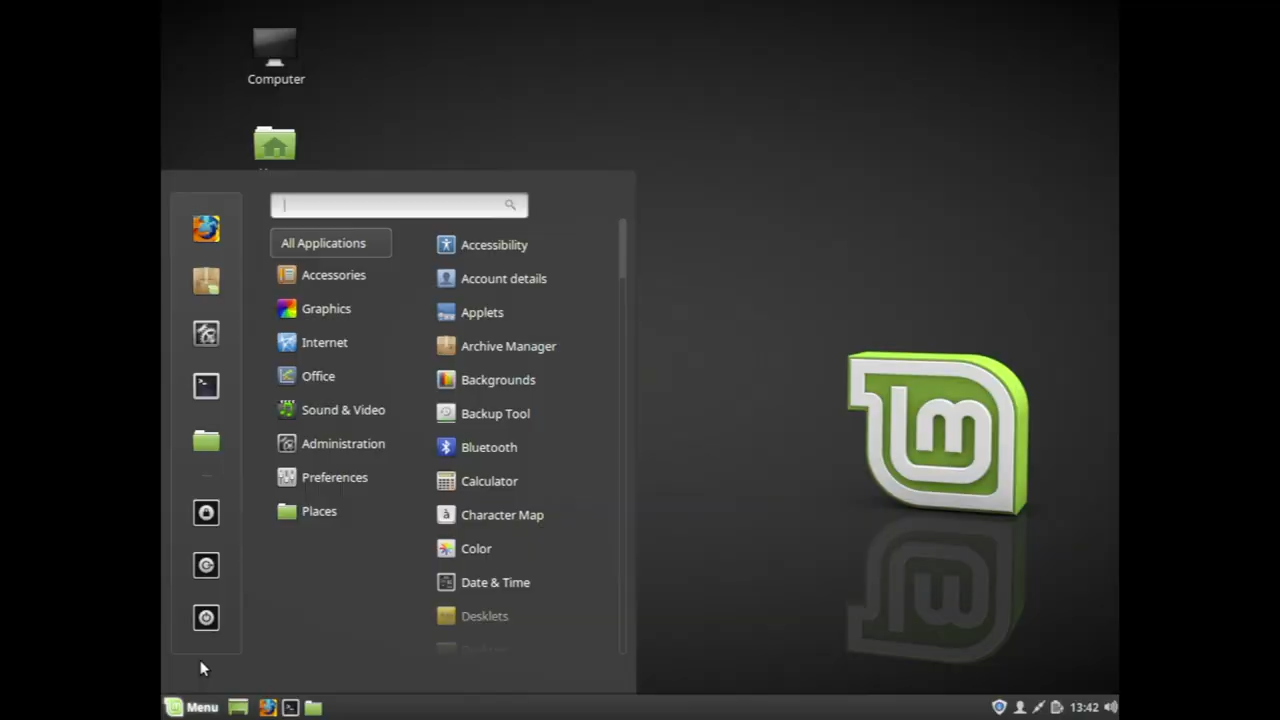 Computer
All Applications
Accessories
Graphics
Internet
Office
Sound & Video
Administration
Preferences
Places
Accessibility
Account details
Applets
Archive Manager
Backgrounds
Backup Tool
Bluetooth
Calculator
Character Map
Color
Date & Time
Desklets
Menu
13:42